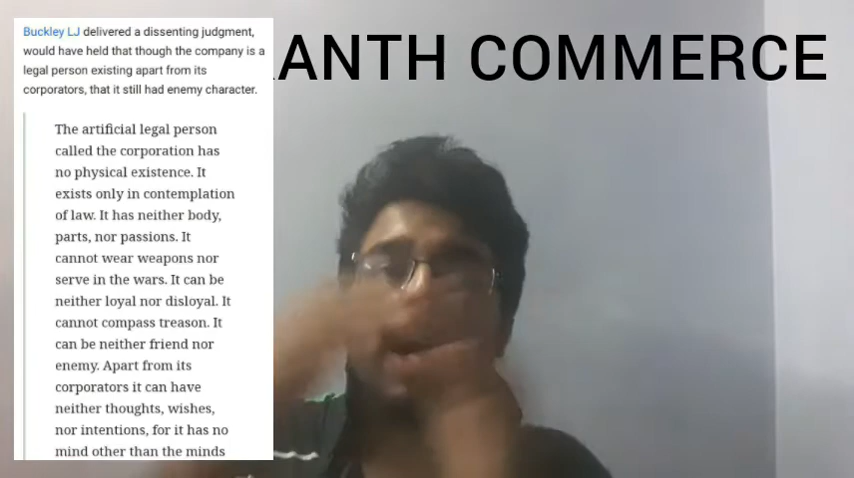 Buckley LJ delivered a dissenting judgment,
would have held that though the company is a
legal person existing apart from its
corporators, that it still had enemy character.
The artificial legal person
called the corporation has
no physical existence. It
exists only in contemplation
of law. It has neither body,
parts, nor passions. It
cannot wear weapons nor
serve in the wars. It can be
neither loyal nor disloyal. It
cannot compass treason. It
can be neither friend nor
enemy. Apart from its
corporators it can have
neither thoughts, wishes,
nor intentions, for it has no
mind other than the minds
COMMERCE